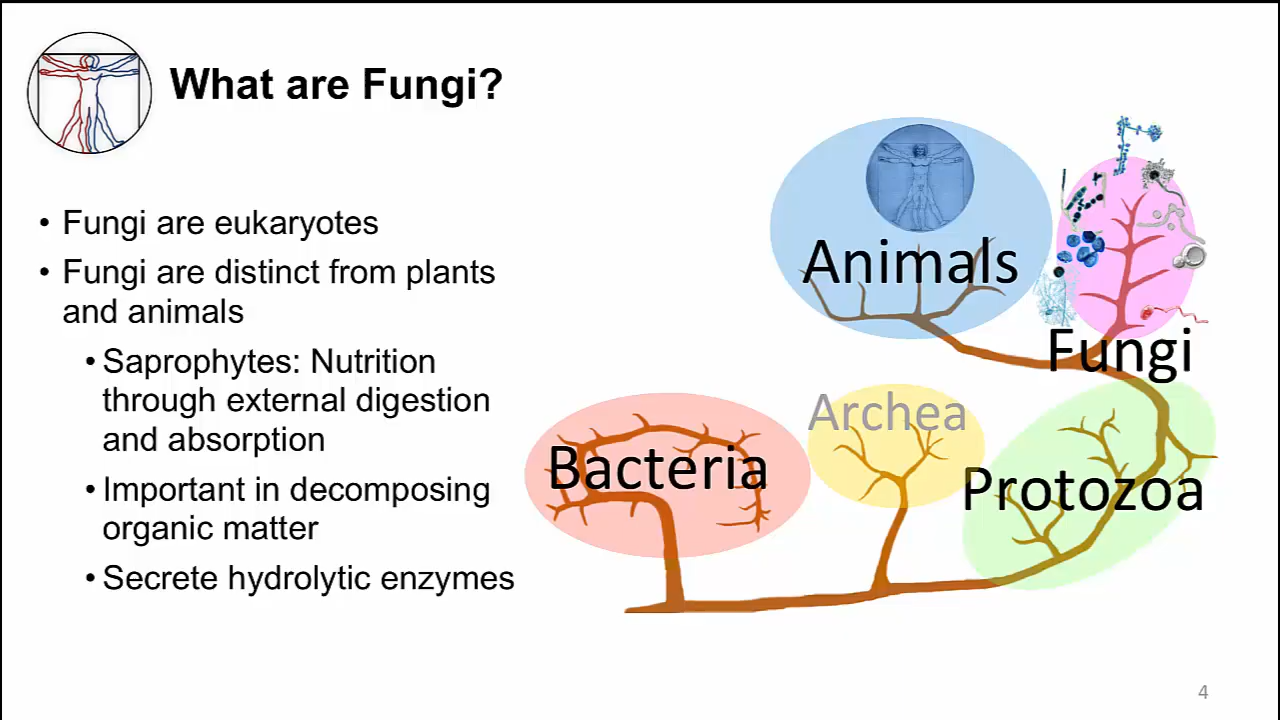 What are Fungi?
• Fungi are eukaryotes
• Fungi are distinct from plants
and animals
• Saprophytes: Nutrition
through external digestion
and absorption
• Important in decomposing
organic matter
• Secrete hydrolytic enzymes
Animals
Fungi
Archea
Bacteria
Protozoa
4